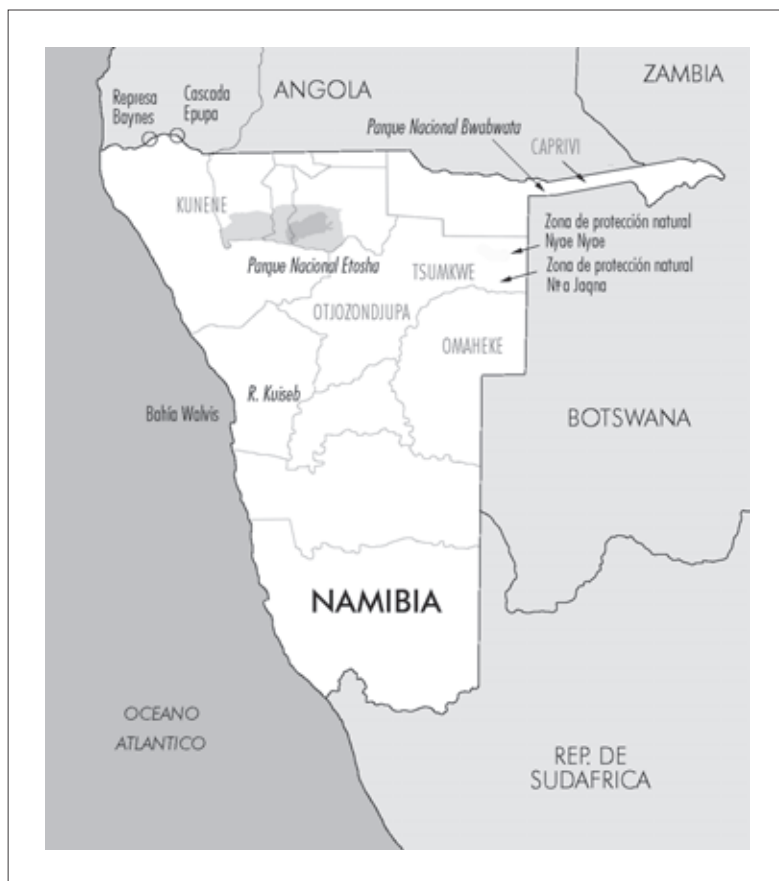 ZAMBIA
ANGOLA
Represa
Baynes
Cascada
Epupa
Parque Nacional Bwabwata
CAPRIVI
KUNENE
Zona de protección natural
Nyae Nyae
Parque Nacional Etosha
TSUMKWE
Zona de protección natural
Jaqna
OTJOZONDJUPA
OMAHEKE
R. Kuiseb
Bahía Walvis
BOTSWANA
NAMIBIA
OCEANO
ATLANTICO
REP. DE
SUDAFRICA